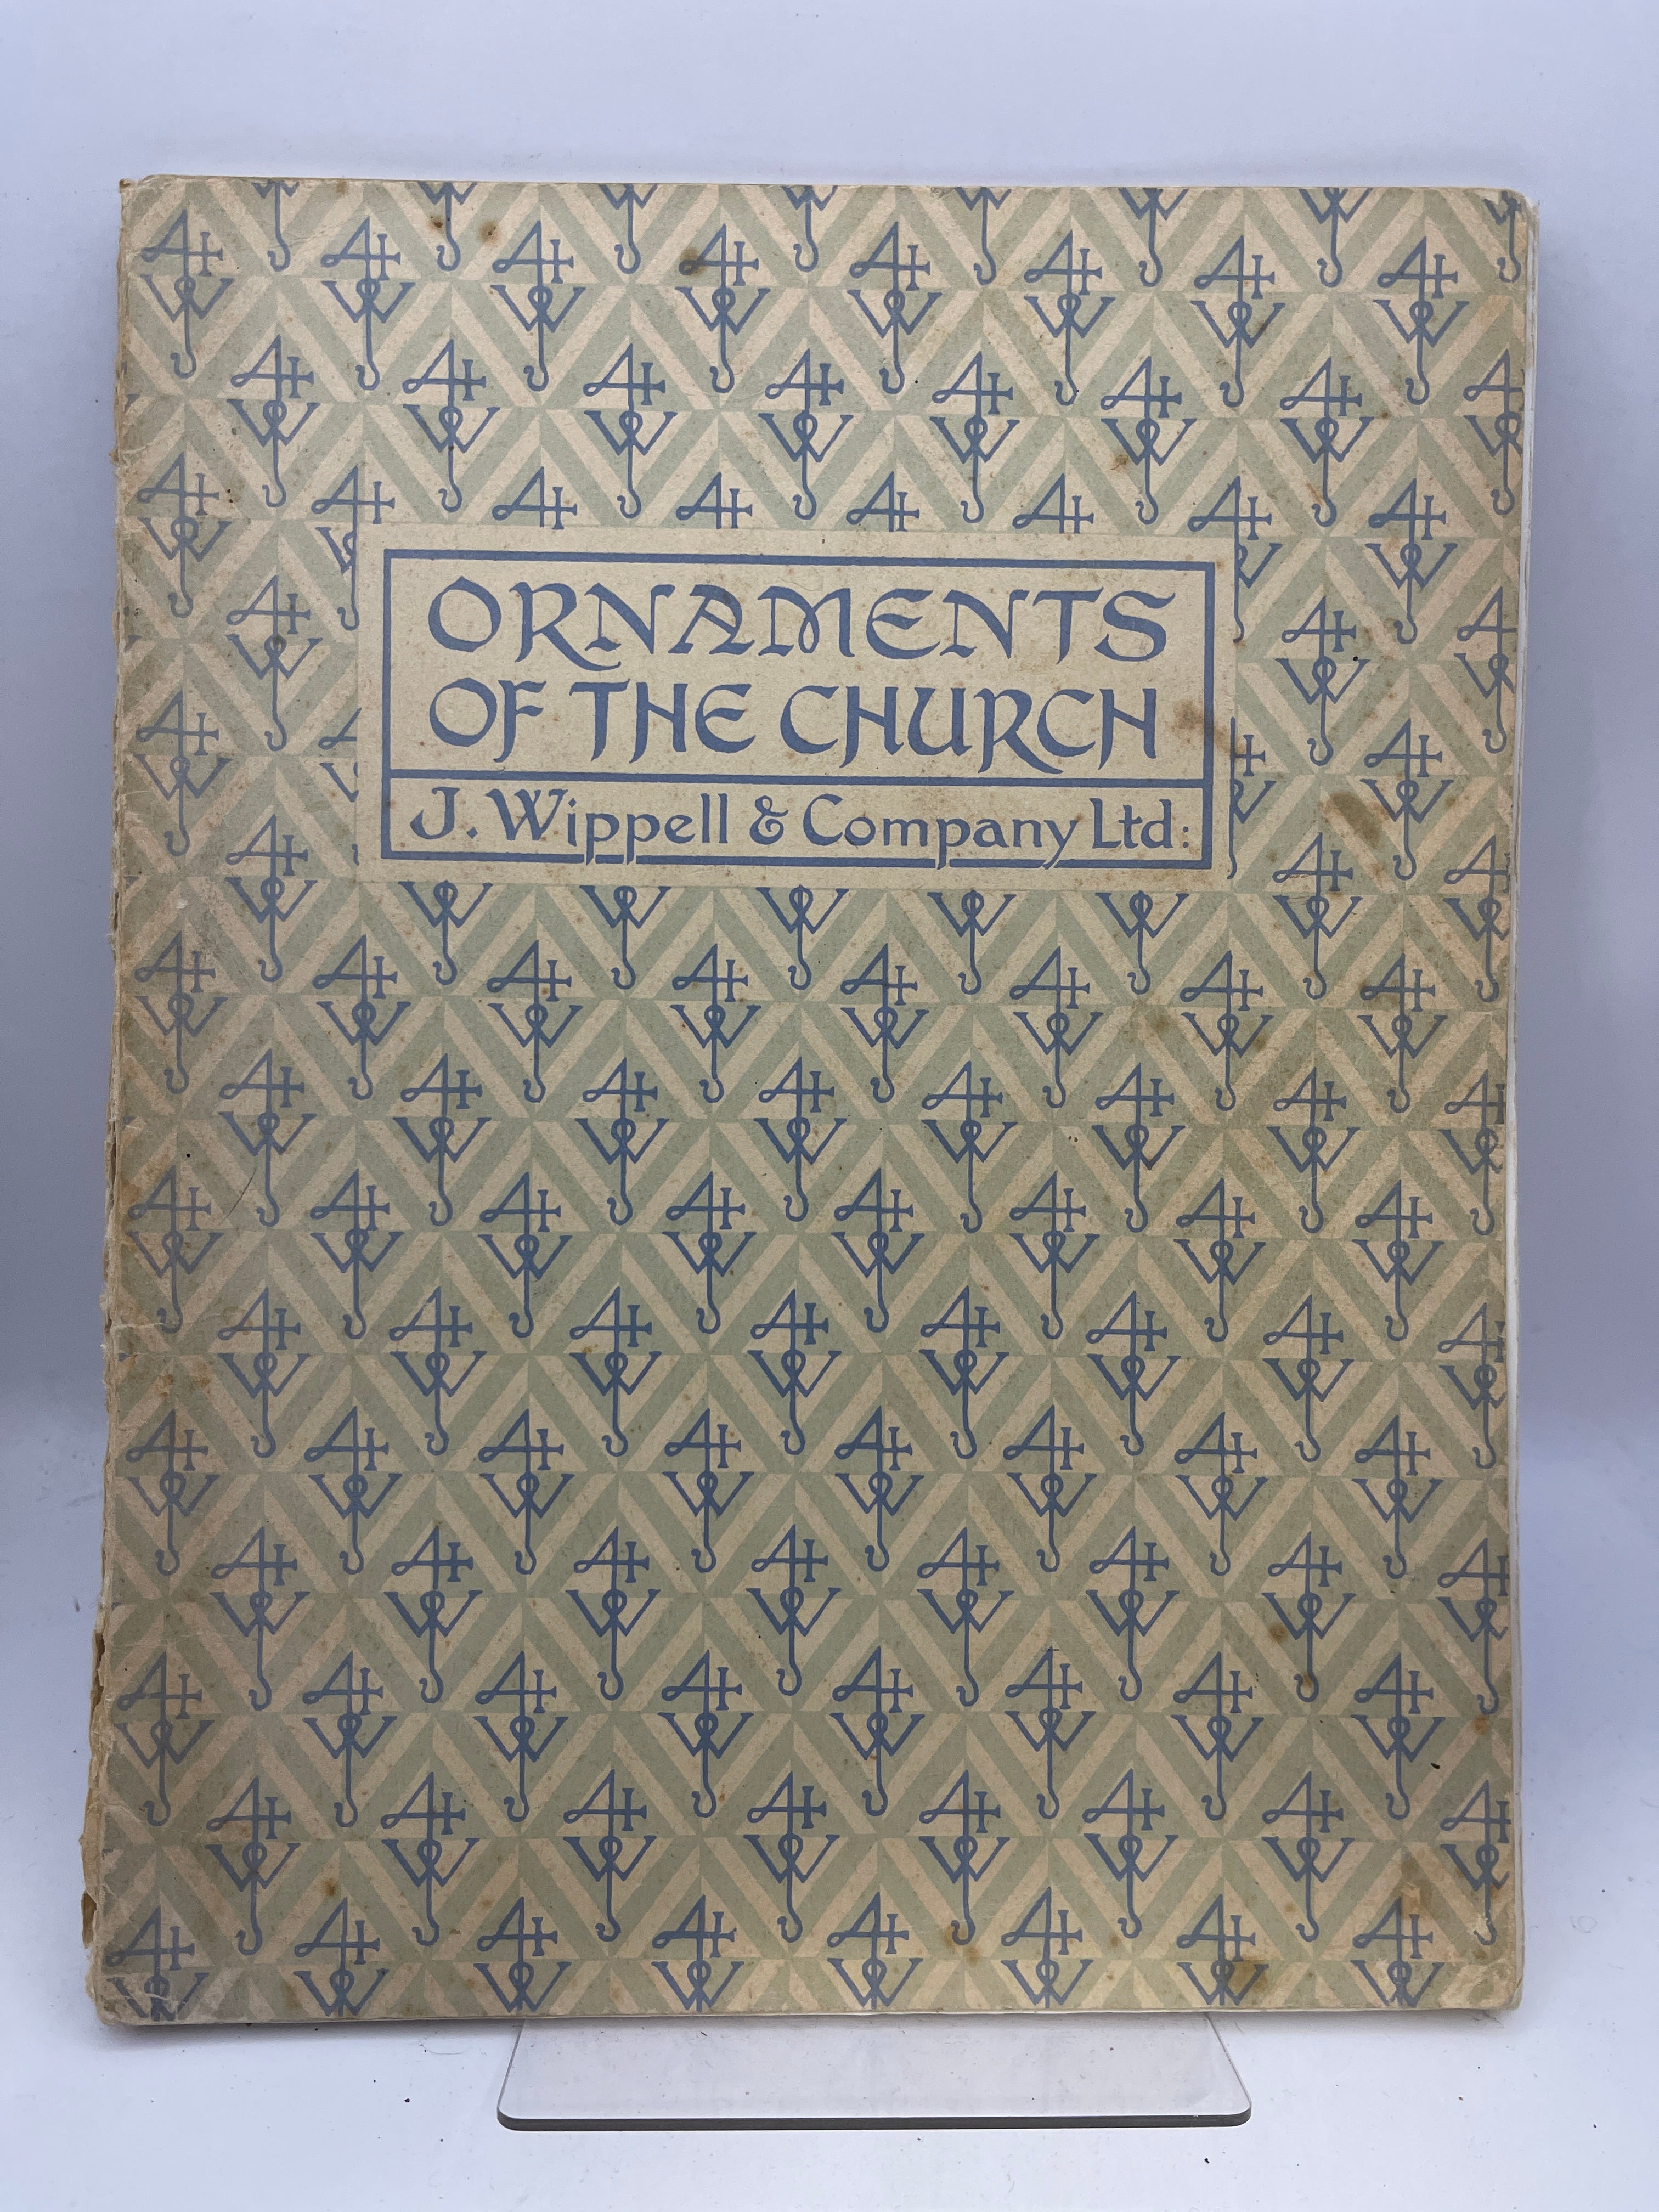 ORNAMENTS
OF THE CHURCH
J. Wippell & Company Ltd: